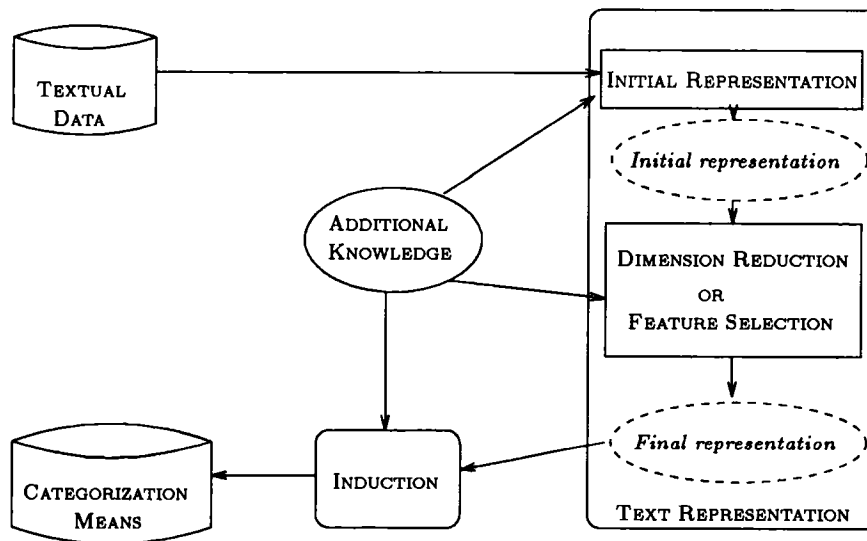 TEXTUAL
DATA
INITIAL REPRESENTATION
Initial representation
ADDITIONAL
KNOWLEDGE
DIMENSION REDUCTION
OR
FEATURE SELECTION
Final representation
INDUCTION
CATEGORIZATION
MEANS
TEXT REPRESENTATION